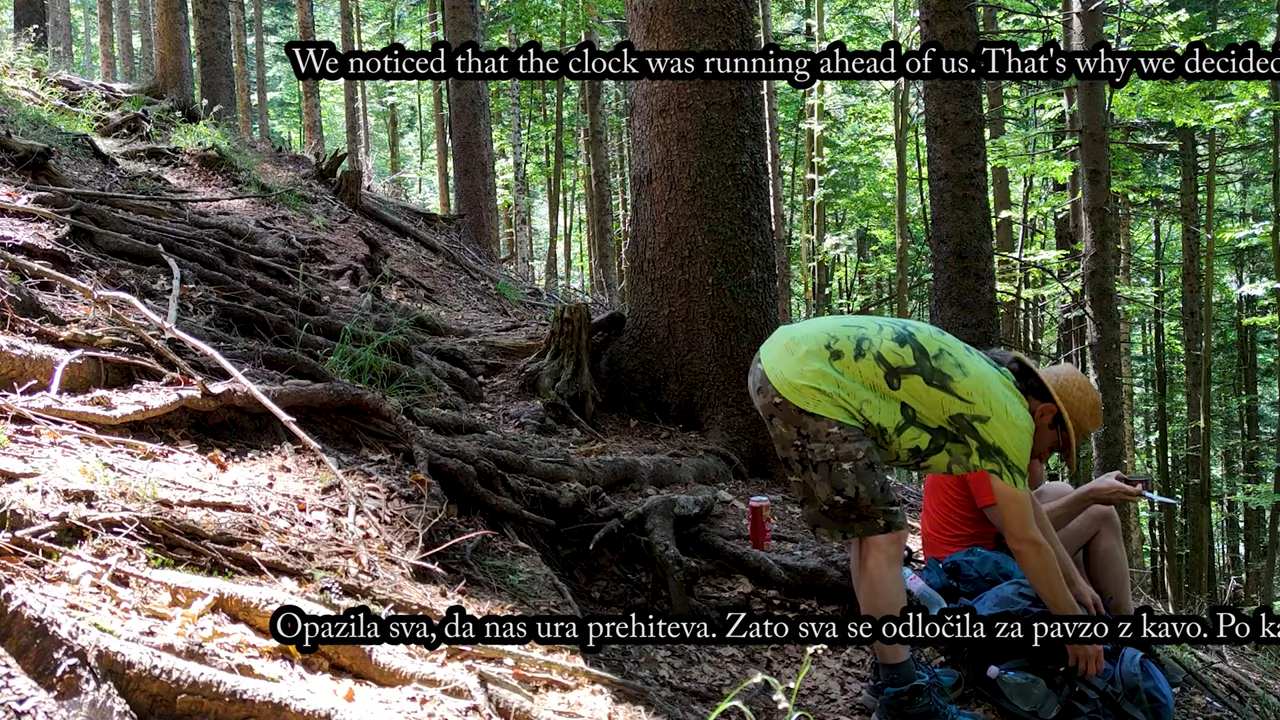 We noticed that the clock was running ahead of us. That's why we decided
Opazila sva, da nas ura prehiteva. Zato sva se odločila za pavzo z kavo. Po